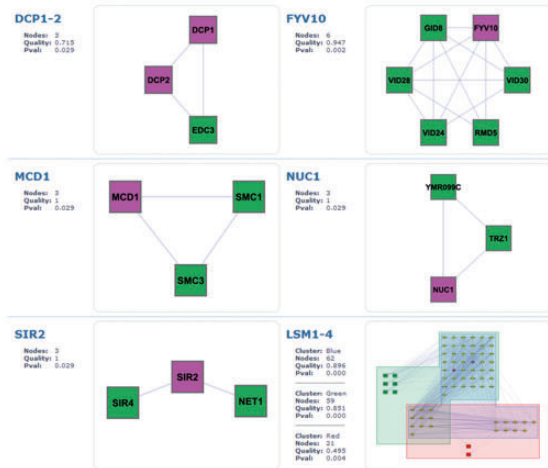 DCP1-2
Nodes: 3
Quality: 0.715
Pval: 0.029
DCP1
DCP2
EDC3
FYV10
Nodes: 6
Quality: 0.947
Pval: 0.002
GID8
FYV10
VID28
VID30
VID24
RMD5
MCD1
Nodes: 3
Quality: 1
Pval: 0.029
MCD1
SMC1
SMC3
NUC1
Nodes: 3
Quality: 1
Pval: 0.029
YMR099C
TRZ1
NUC1
SIR2
Nodes: 3
Quality: 1
Pval: 0.029
SIR2
SIR4
NET1
LSM1-4
Cluster: Blue
Nodes: 62
Quality: 0.896
Pval: 0.000
Cluster: Green
Nodes: 59
Quality: 0.851
Pval: 0.000
Cluster: Red
Nodes: 21
Quality: 0.495
Pval: 0.004